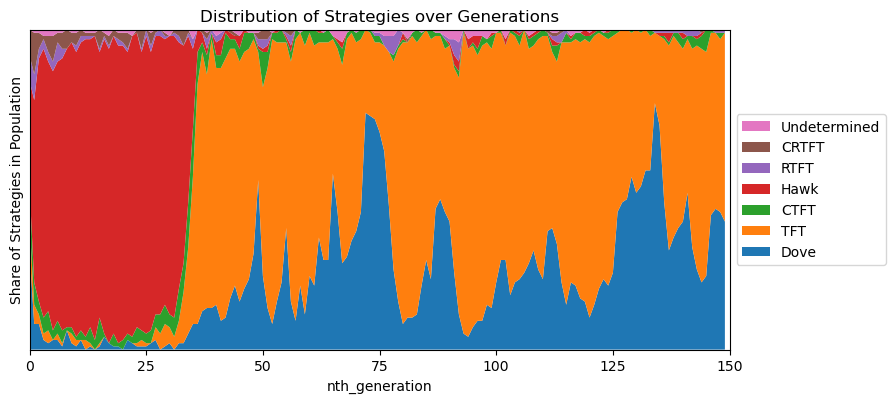 Distribution of Strategies over Generations
Share of Strategies in Population
Undetermined
CRTFT
RTFT
Hawk
CTFT
TFT
Dove
0 25 50 75 100 125 150
nth_generation